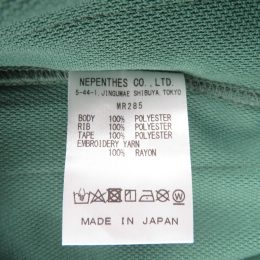 NEPENTHES CO., LTD.
5-44-1, JINGUMAE SHIBUYA TOKYO
MR285
BODY 100% POLYESTER
RIB 100% POLYESTER
TAPE 100% POLYESTER
EMBROIDERY YARN
100% RAYON
MADE IN JAPAN